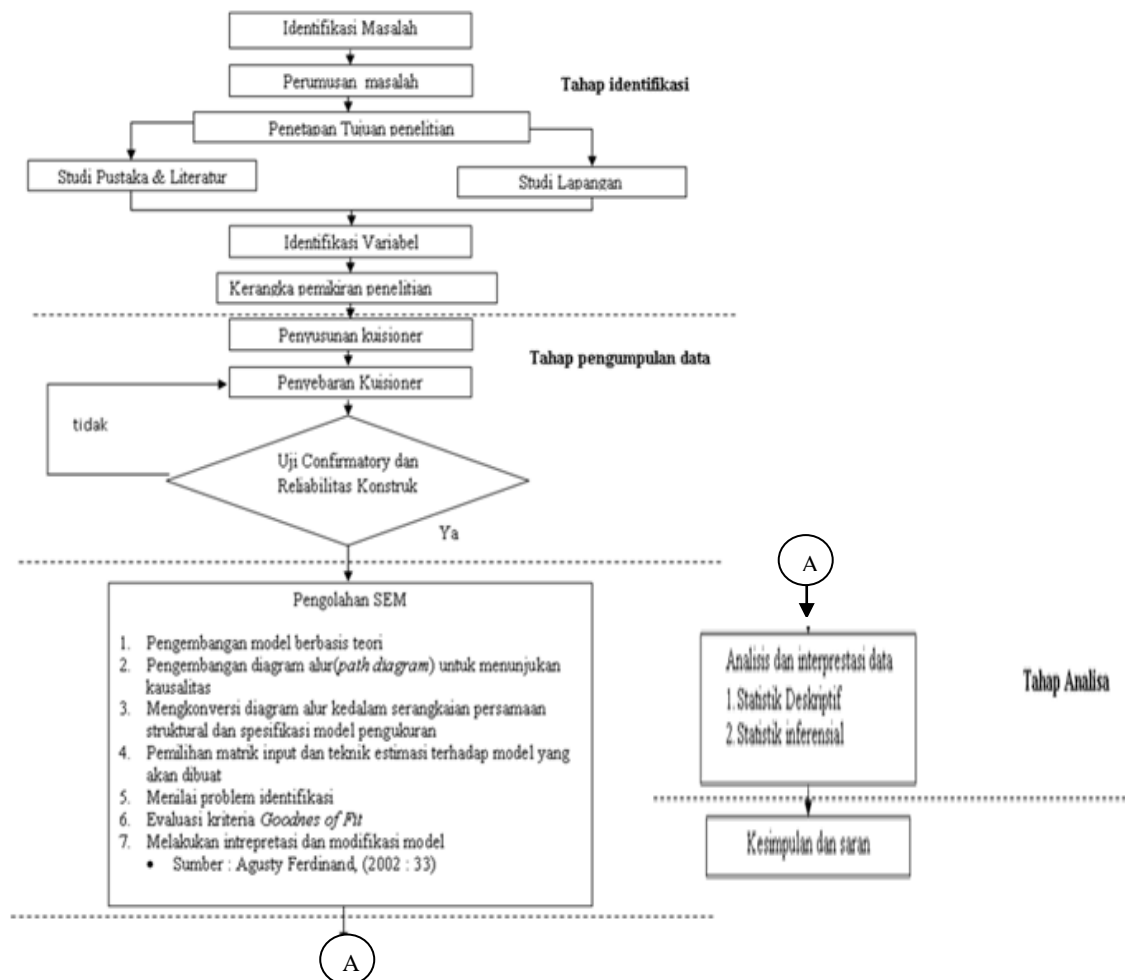 Identifikasi Masalah
Perumusan masalah
Tahap identifikasi
Penetapan Tujuan penelitian
Studi Pustaka & Literatur
Studi Lapangan
Identifikasi Variabel
Kerangka pemikiran penelitian
Penyusunan kuisioner
Tahap pengumpulan data
Penyebaran Kuisioner
tidak
Uji Confirmatory dan
Reliabilitas Konstruk
Ya
Pengolahan SEM
1. Pengembangan model berbasis teori
2. Pengembangan diagram alur(path diagram) untuk menunjukan
kausalitas
3. Mengkonversi diagram alur kedalam serangkaian persamaan
struktural dan spesifikasi model pengukuran
4. Pemilihan matrik input dan teknik estimasi terhadap model yang
akan dibuat
5. Menilai problem identifikasi
6. Evaluasi kriteria Goodnes of Fit
7. Melakukan intrepretasi dan modifikasi model
• Sumber : Agusty Ferdinand, (2002 : 33)
A
A
Analisis dan interprestasi data
1. Statistik Deskriptif
2. Statistik inferensial
Tahap Analisa
Kesimpulan dan saran